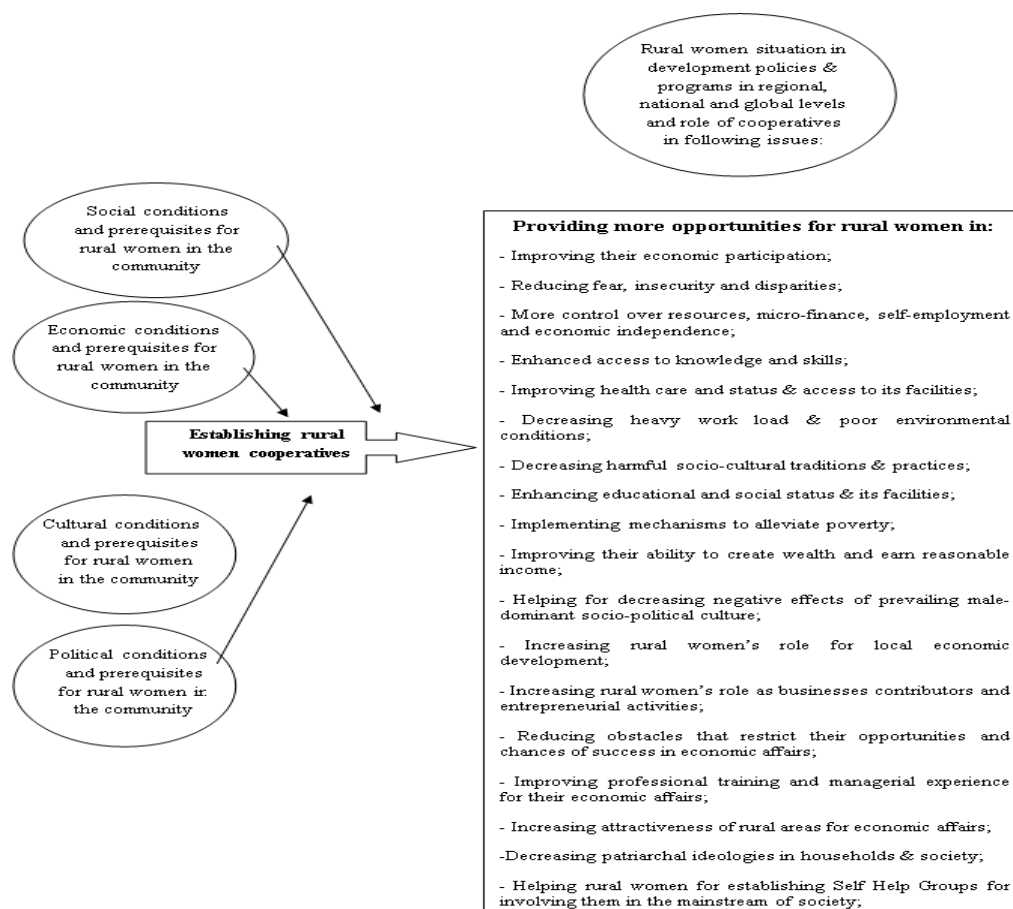 Rural women situation in
development policies &
programs in regional,
national and global levels
and role of cooperatives
in following issues:
Social conditions
and prerequisites for
rural women in the
community
Economic conditions
and prerequisites for
rural women in the
community
Establishing rural
women cooperatives
Cultural conditions
and prerequisites
for rural women
in the community
Political conditions
and prerequisites
for rural women in
the community
Providing more opportunities for rural women in:
- Improving their economic participation;
- Reducing fear, insecurity and disparities;
- More control over resources, micro-finance, self-employment
and economic independence;
- Enhanced access to knowledge and skills;
- Improving health care and status & access to its facilities;
- Decreasing heavy work load & poor environmental
conditions;
- Decreasing harmful socio-cultural traditions & practices;
- Enhancing educational and social status & its facilities;
- Implementing mechanisms to alleviate poverty;
- Improving their ability to create wealth and earn reasonable
income;
- Helping for decreasing negative effects of prevailing male-
dominant socio-political culture;
- Increasing rural women's role for local economic
development;
- Increasing rural women's role as businesses contributors and
entrepreneurial activities;
- Reducing obstacles that restrict their opportunities and
chances of success in economic affairs;
- Improving professional training and managerial experience
for their economic affairs;
- Increasing attractiveness of rural areas for economic affairs;
-Decreasing patriarchal ideologies in households & society;
- Helping rural women for establishing Self Help Groups for
involving them in the mainstream of society;